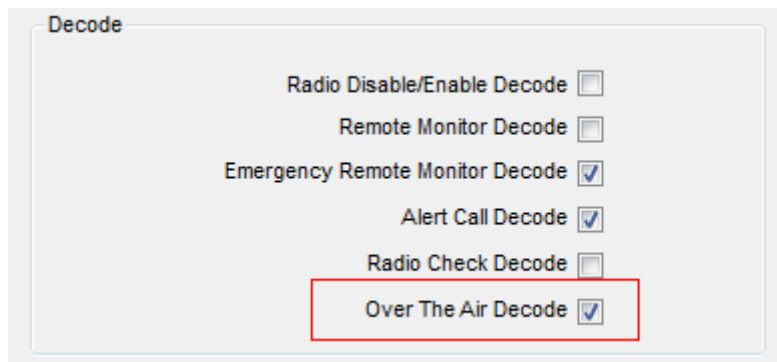 Decode
Radio Disable/Enable Decode
Remote Monitor Decode
Emergency Remote Monitor Decode
Alert Call Decode
Radio Check Decode
Over The Air Decode